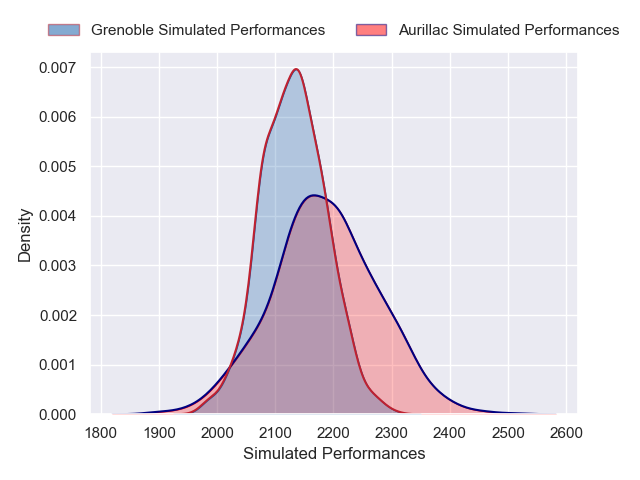 Grenoble Simulated Performances Aurillac Simulated Performances
0.007
0.006
0.005
0.004
0.003
0.002
0.001
0.000
Density
1800 1900 2000 2100 2200 2300 2400 2500 2600
Simulated Performances